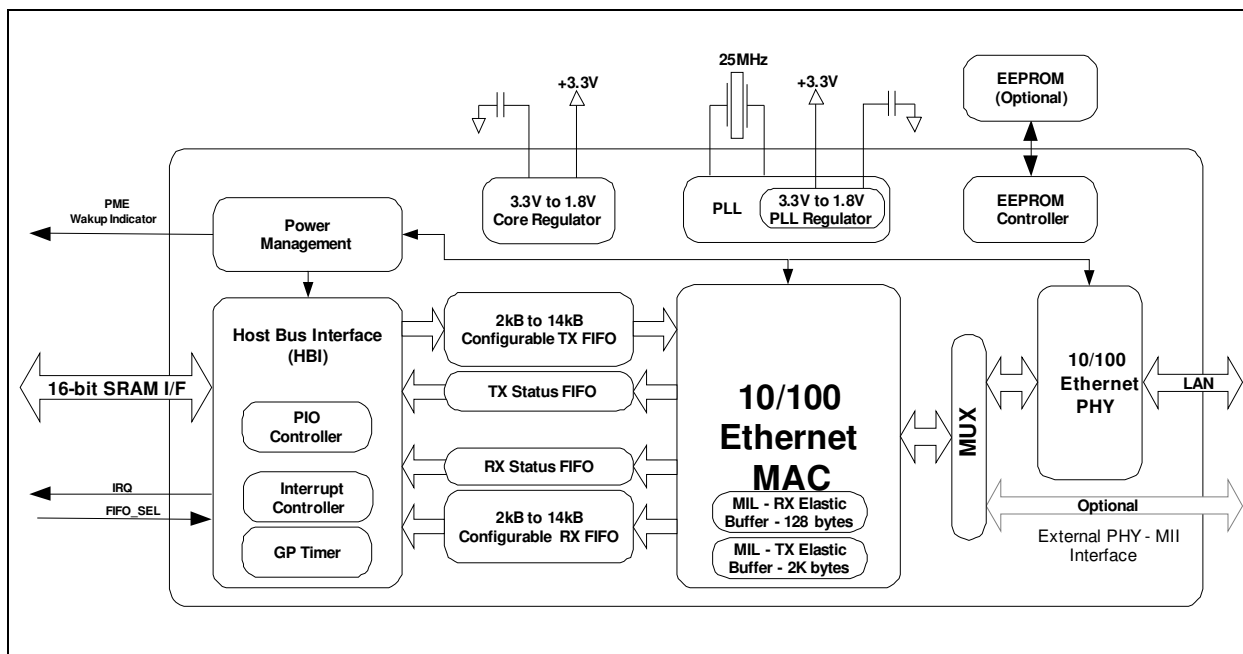 25MHz
+3.3V
+3.3V
EEPROM
(Optional)
PME
Wakup Indicator
Power
Management
3.3V to 1.8V
Core Regulator
PLL
3.3V to 1.8V
PLL Regulator
EEPROM
Controller
Host Bus Interface
(HBI)
2kB to 14kB
Configurable TX FIFO
16-bit SRAM I/F
TX Status FIFO
PIO
Controller
RX Status FIFO
IRQ
FIFO_SEL
Interrupt
Controller
2kB to 14kB
Configurable RX FIFO
GP Timer
10/100
Ethernet
MAC
MIL - RX Elastic
Buffer - 128 bytes
MIL - TX Elastic
Buffer - 2K bytes
MUX
10/100
Ethernet
PHY
LAN
Optional
External PHY - MII
Interface